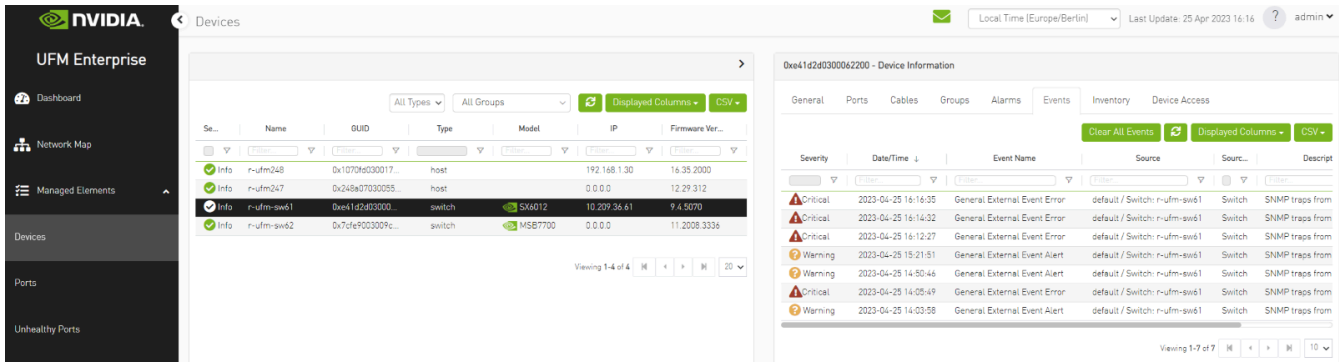 NVIDIA.
Devices
Local Time (Europe/Berlin)
Last Update: 25 Apr 2023 16:16
?
admin
UFM Enterprise
Dashboard
Network Map
Managed Elements
Devices
Ports
Unhealthy Ports
All Types
All Groups
Displayed Columns
CSV
Se... Name GUID Type Model IP Firmware Ver...
Filter... Filter... Filter... Filter... Filter...
Info r-ufm248 0x1070fd030017... host 192.168.1.30 16.35.2000
Info r-ufm247 0x248a07030055... host 0.0.0.0 12.29.312
Info r-ufm-sw61 0xe41d2d03000... switch SX6012 10.209.36.61 9.4.5070
Info r-ufm-sw62 0x7cfe9003009c... switch MSB7700 0.0.0.0 11.2008.3336
Viewing 1-4 of 4 20
0xe41d2d0300062200 - Device Information
General Ports Cables Groups Alarms Events Inventory Device Access
Clear All Events Displayed Columns CSV
Severity Date/Time ↓ Event Name Source Sourc... Descript
Filter... Filter... Filter... Filter...
Critical 2023-04-25 16:16:35 General External Event Error default / Switch: r-ufm-sw61 Switch SNMP traps from
Critical 2023-04-25 16:14:32 General External Event Error default / Switch: r-ufm-sw61 Switch SNMP traps from
Critical 2023-04-25 16:12:27 General External Event Error default / Switch: r-ufm-sw61 Switch SNMP traps from
Warning 2023-04-25 15:21:51 General External Event Alert default / Switch: r-ufm-sw61 Switch SNMP traps from
Warning 2023-04-25 14:50:46 General External Event Alert default / Switch: r-ufm-sw61 Switch SNMP traps from
Critical 2023-04-25 14:05:49 General External Event Error default / Switch: r-ufm-sw61 Switch SNMP traps from
Warning 2023-04-25 14:03:58 General External Event Alert default / Switch: r-ufm-sw61 Switch SNMP traps from
Viewing 1-7 of 7 10